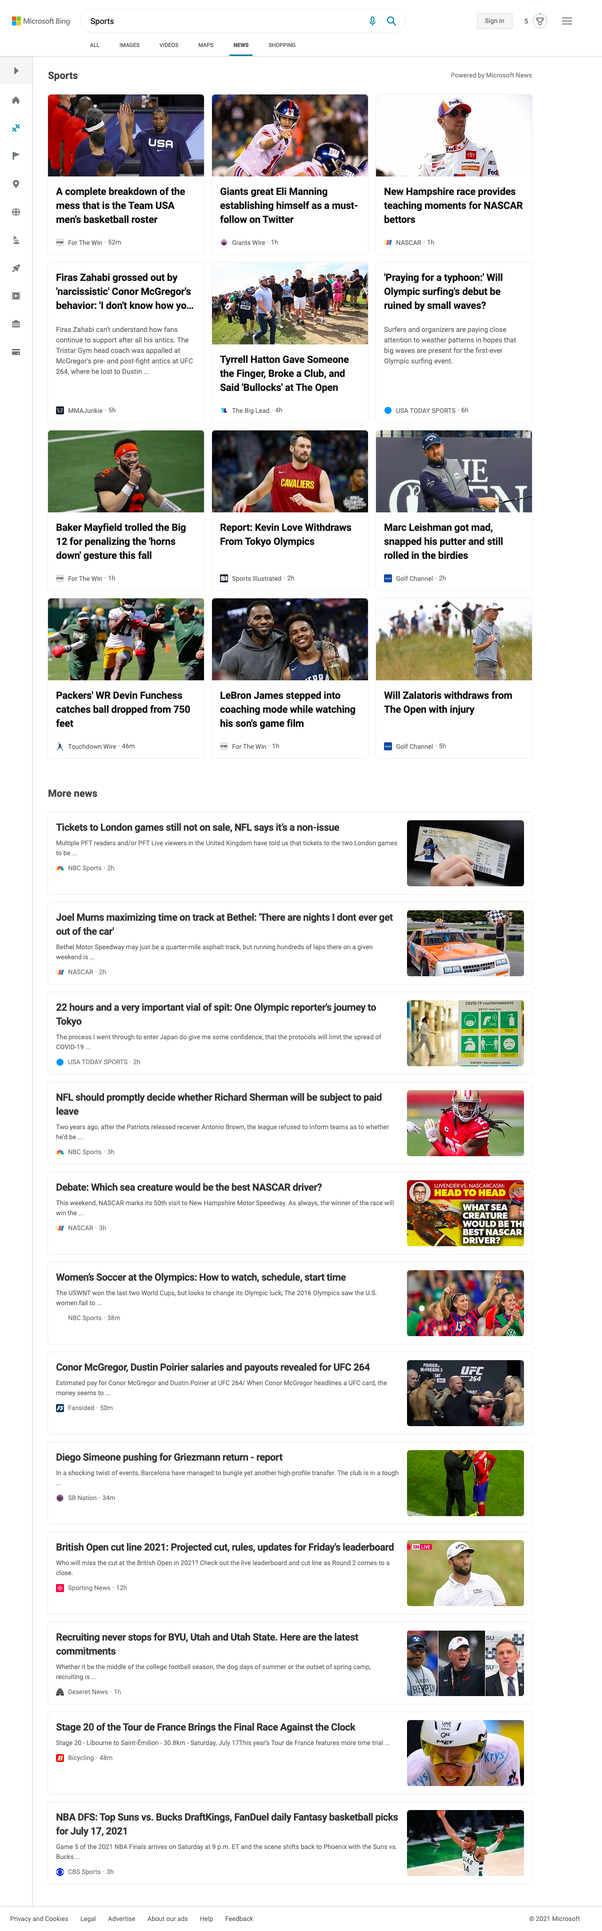 Microsoft Bing
Sports
Sign in
5
ALL
IMAGES
VIDEOS
MAPS
NEWS
SHOPPING
Sports
Powered by Microsoft News
USA
A complete breakdown of the
mess that is the Team USA
men's basketball roster
For The Win · 52m
Giants great Eli Manning
establishing himself as a must-
follow on Twitter
Giants Wire · 1h
FedEx
New Hampshire race provides
teaching moments for NASCAR
bettors
NASCAR · 1h
Firas Zahabi grossed out by
'narcissistic' Conor McGregor's
behavior: 'I don't know how yo...
Firas Zahabi can't understand how fans
continue to support after all his antics. The
Tristar Gym head coach was appalled at
McGregor's pre- and post-fight antics at UFC
264, where he lost to Dustin ...
MMAJunkie · 5h
Tyrrell Hatton Gave Someone
the Finger, Broke a Club, and
Said 'Bullocks' at The Open
The Big Lead · 4h
'Praying for a typhoon:' Will
Olympic surfing's debut be
ruined by small waves?
Surfers and organizers are paying close
attention to weather patterns in hopes that
big waves are present for the first-ever
Olympic surfing event.
USA TODAY SPORTS · 6h
Baker Mayfield trolled the Big
12 for penalizing the 'horns
down' gesture this fall
For The Win · 1h
CAVALIERS
Report: Kevin Love Withdraws
From Tokyo Olympics
Sports Illustrated · 2h
Marc Leishman got mad,
snapped his putter and still
rolled in the birdies
Golf Channel · 2h
Packers' WR Devin Funchess
catches ball dropped from 750
feet
Touchdown Wire · 46m
LeBron James stepped into
coaching mode while watching
his son's game film
For The Win · 1h
Will Zalatoris withdraws from
The Open with injury
Golf Channel · 5h
More news
Tickets to London games still not on sale, NFL says it's a non-issue
Multiple PFT readers and/or PFT Live viewers in the United Kingdom have told us that tickets to the two London games
to be ...
NBC Sports · 2h
Joel Murns maximizing time on track at Bethel: 'There are nights I dont ever get
out of the car'
Bethel Motor Speedway may just be a quarter-mile asphalt track, but running hundreds of laps there on a given
weekend is ...
NASCAR · 2h
22 hours and a very important vial of spit: One Olympic reporter's journey to
Tokyo
The process I went through to enter Japan do give me some confidence, that the protocols will limit the spread of
COVID-19 ...
USA TODAY SPORTS · 2h
NFL should promptly decide whether Richard Sherman will be subject to paid
leave
Two years ago, after the Patriots released receiver Antonio Brown, the league refused to inform teams as to whether
he'd be ...
NBC Sports · 3h
Debate: Which sea creature would be the best NASCAR driver?
This weekend, NASCAR marks its 50th visit to New Hampshire Motor Speedway. As always, the winner of the race will
win the ...
NASCAR · 3h
LUVENDER VS. NASCARCASM:
HEAD TO HEAD
WHAT SEA
CREATURE
WOULD BE THE
BEST NASCAR
DRIVER?
Women's Soccer at the Olympics: How to watch, schedule, start time
The USWNT won the last two World Cups, but looks to change its Olympic luck; The 2016 Olympics saw the U.S.
women fail to ...
NBC Sports · 38m
Conor McGregor, Dustin Poirier salaries and payouts revealed for UFC 264
Estimated pay for Conor McGregor and Dustin Poirier at UFC 264/ When Conor McGregor headlines a UFC card, the
money seems to ...
Fansided · 50m
UFC
264
Diego Simeone pushing for Griezmann return - report
In a shocking twist of events, Barcelona have managed to bungle yet another high-profile transfer. The club is in a tough
...
SB Nation · 34m
British Open cut line 2021: Projected cut, rules, updates for Friday's leaderboard
Who will miss the cut at the British Open in 2021? Check out the live leaderboard and cut line as Round 2 comes to a
close.
Sporting News · 12h
SN LIVE
Recruiting never stops for BYU, Utah and Utah State. Here are the latest
commitments
Whether it be the middle of the college football season, the dog days of summer or the outset of spring camp,
recruiting is ...
Deseret News · 1h
Stage 20 of the Tour de France Brings the Final Race Against the Clock
Stage 20 - Libourne to Saint-Émilion - 30.8km - Saturday, July 17This year's Tour de France features more time trial ...
Bicycling · 48m
NBA DFS: Top Suns vs. Bucks DraftKings, FanDuel daily Fantasy basketball picks
for July 17, 2021
Game 5 of the 2021 NBA Finals arrives on Saturday at 9 p.m. ET and the scene shifts back to Phoenix with the Suns vs.
Bucks ...
CBS Sports · 3h
Privacy and Cookies
Legal
Advertise
About our ads
Help
Feedback
© 2021 Microsoft